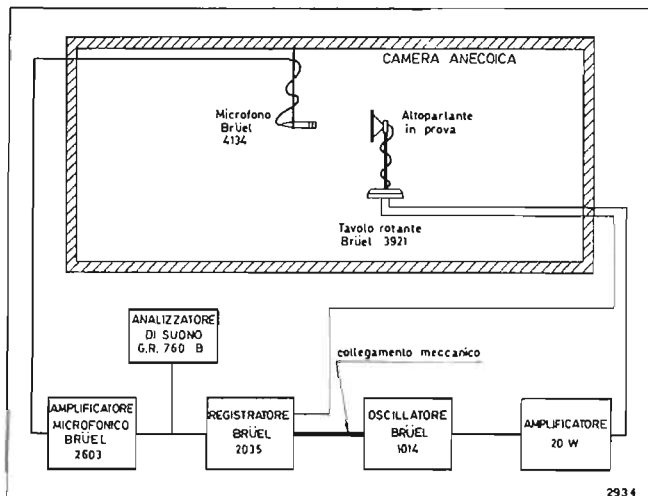 CAMERA ANECOICA
Microfono
Brüel
4134
Altoparlante
in prova
Tavolo rotante
Brüel 3921
ANALIZZATORE
DI SUONO
G.R. 760 B
collegamento meccanico
AMPLIFICATORE
MICROFONICO
BRÜEL
2603
REGISTRATORE
BRÜEL
2035
OSCILLATORE
BRÜEL
1014
AMPLIFICATORE
20 W
2934